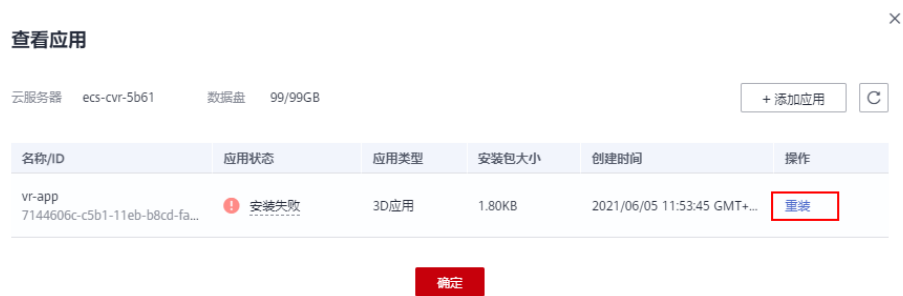 查看应用
云服务器 ecs-cvr-5b61 数据盘 99/99GB + 添加应用
名称/ID 应用状态 应用类型 安装包大小 创建时间 操作
vr-app
7144606c-c5b1-11eb-b8cd-fa...
安装失败 3D应用 1.80KB 2021/06/05 11:53:45 GMT+... 重装
确定